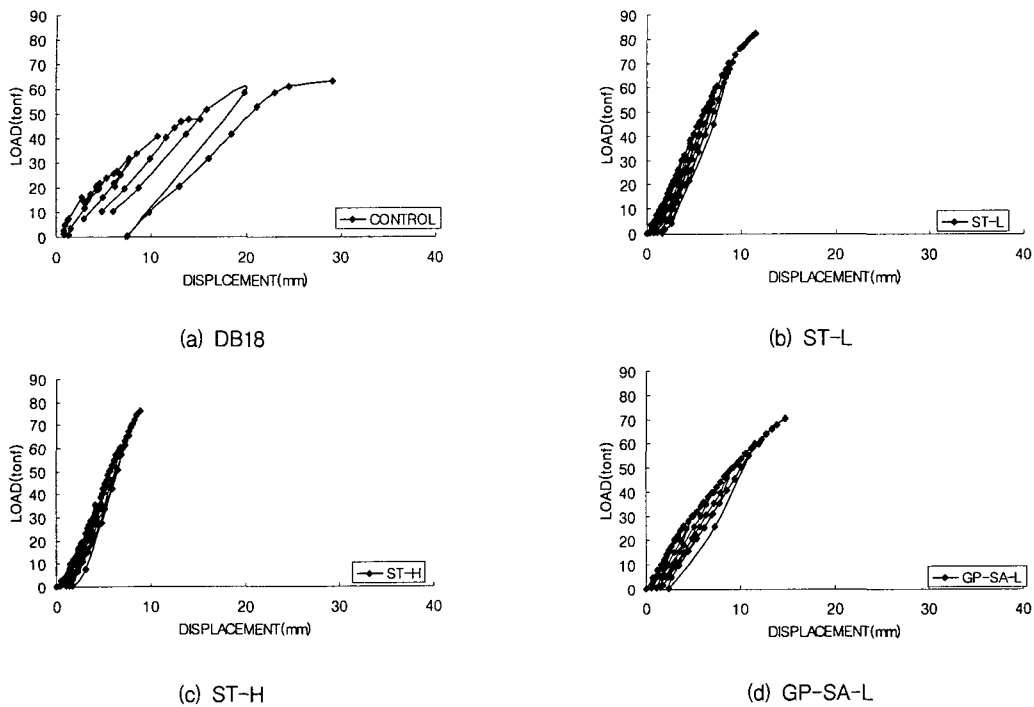 90
80
70
60
50
40
30
20
10
0
LOAD(tonf)
CONTROL
0 10 20 30 40
DISPLCEMENT(mm)
(a) DB18
90
80
70
60
50
40
30
20
10
0
LOAD(tonf)
ST-L
0 10 20 30 40
DISPLACEMENT(mm)
(b) ST-L
90
80
70
60
50
40
30
20
10
0
LOAD(tonf)
ST-H
0 10 20 30 40
DISPLACEMENT(mm)
(c) ST-H
90
80
70
60
50
40
30
20
10
0
LOAD(tonf)
GP-SA-L
0 10 20 30 40
DISPLACEMENT(mm)
(d) GP-SA-L